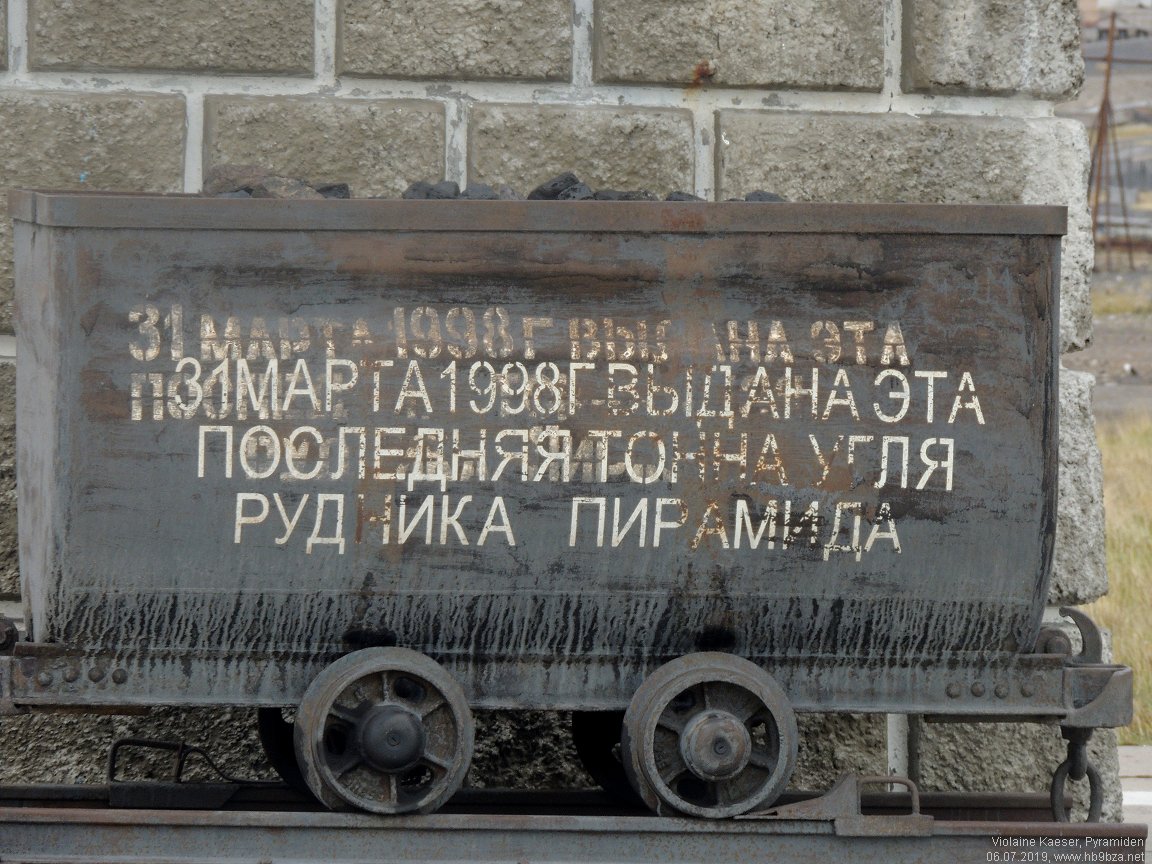 31 МАРТА 1998 Г ВЫДАНА ЭТА
31 МАРТА 1998Г ВЫДАНА ЭТА
ПОСЛЕДНЯЯ ТОННА УГЛЯ
РУДНИКА ПИРАМИДА
Violaine Kaeser, Pyramiden
06.07.2019, www.hb9bza.net